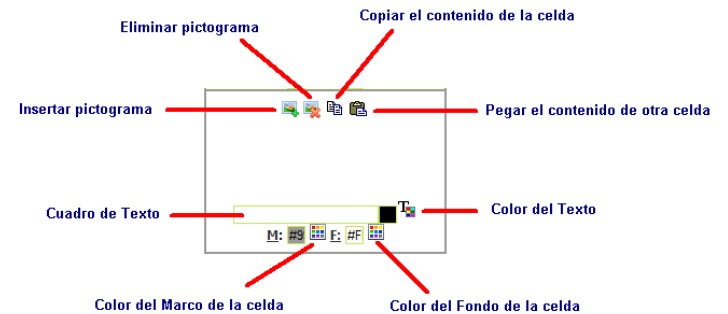 Copiar el contenido de la celda
Eliminar pictograma
Insertar pictograma
Pegar el contenido de otra celda
Cuadro de Texto
T
Color del Texto
M: #9 F: #F
Color del Marco de la celda
Color del Fondo de la celda